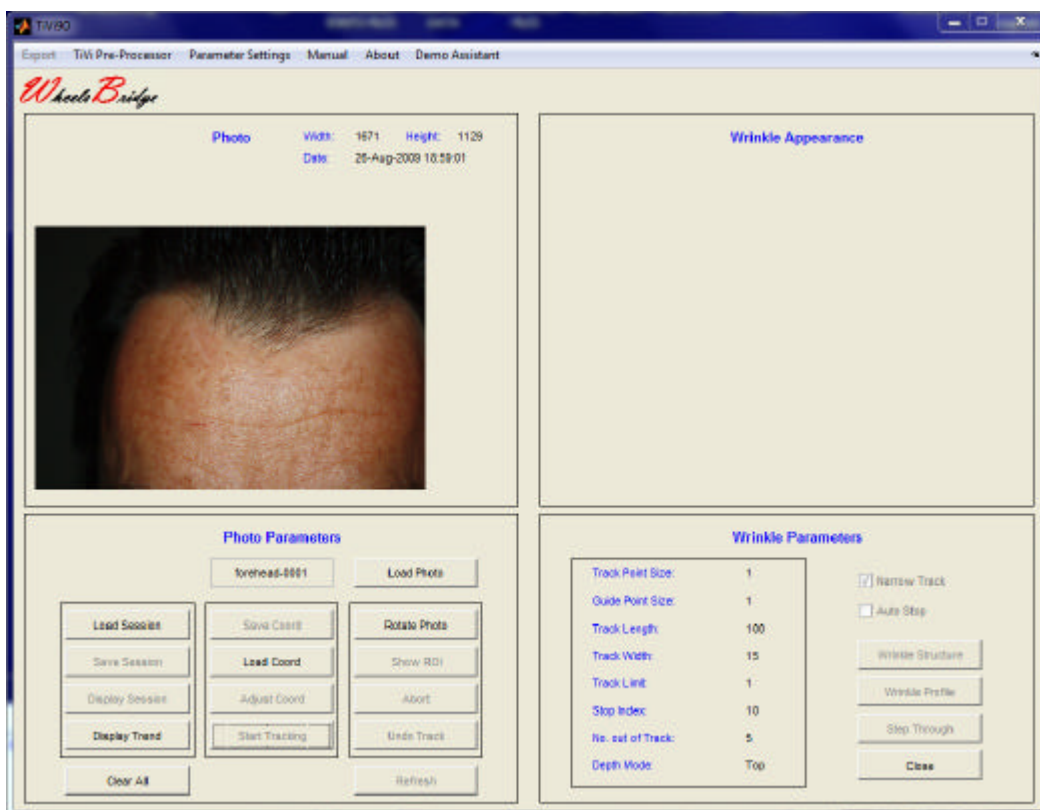 TiVi90
Export TiVi Pre-Processor Parameter Settings Manual About Demo Assistant
WheelsBridge
Photo Width: 1671 Height: 1129
Date: 26-Aug-2009 18:59:01
Wrinkle Appearance
Photo Parameters
forehead-0001 Load Photo
Load Session Save Coord Rotate Photo
Save Session Load Coord Show ROI
Display Session Adjust Coord Abort
Display Trend Start Tracking Undo Track
Clear All Refresh
Wrinkle Parameters
Track Point Size: 1
Guide Point Size: 1
Track Length: 100
Track Width: 15
Track Limit: 1
Stop Index: 10
No. out of Track: 5
Depth Mode: Top
Narrow Track
Auto Stop
Wrinkle Structure
Wrinkle Profile
Step Through
Close